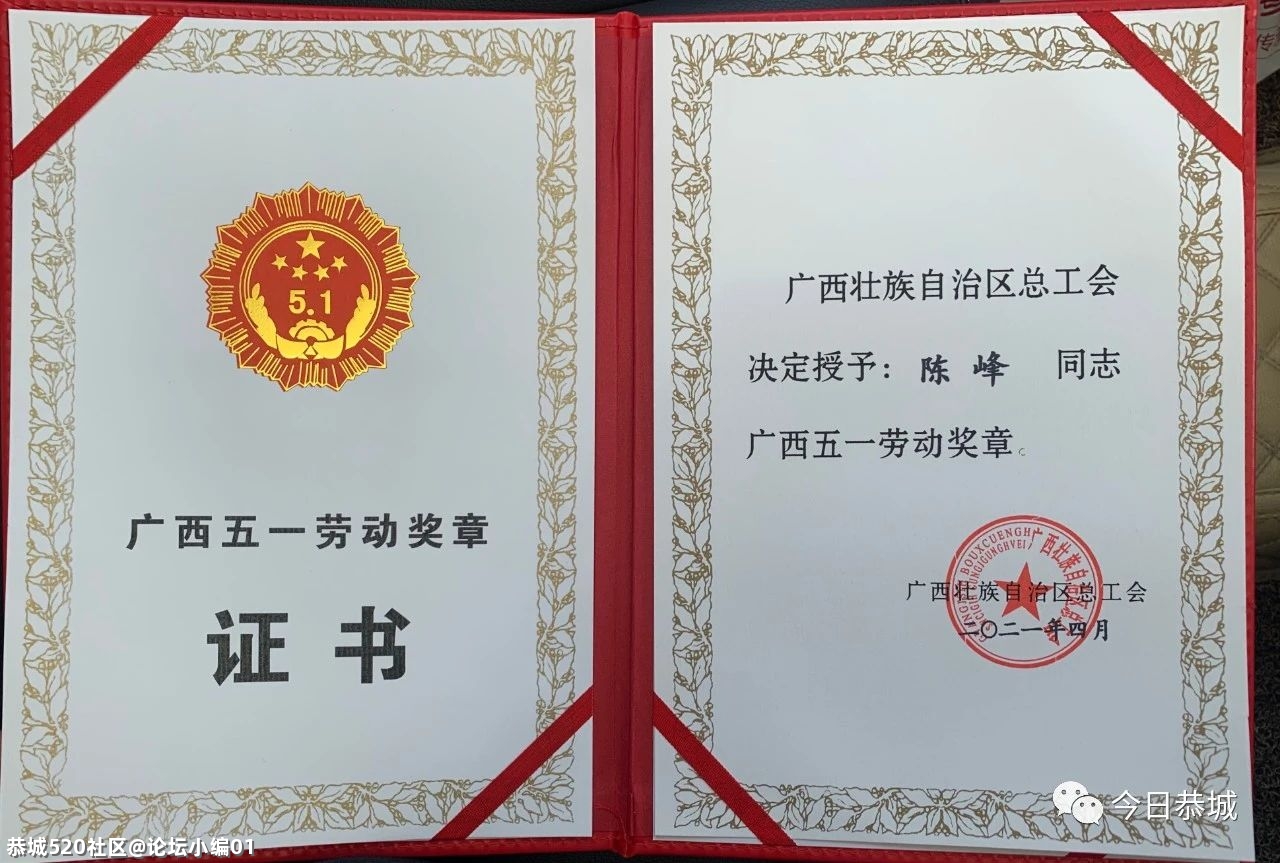 5.1
广西五一劳动奖章
证书
广西壮族自治区总工会
决定授予：陈峰 同志
广西五一劳动奖章。
广西壮族自治区总工会
二〇二一年四月
今日恭城
恭城520社区@论坛小编01